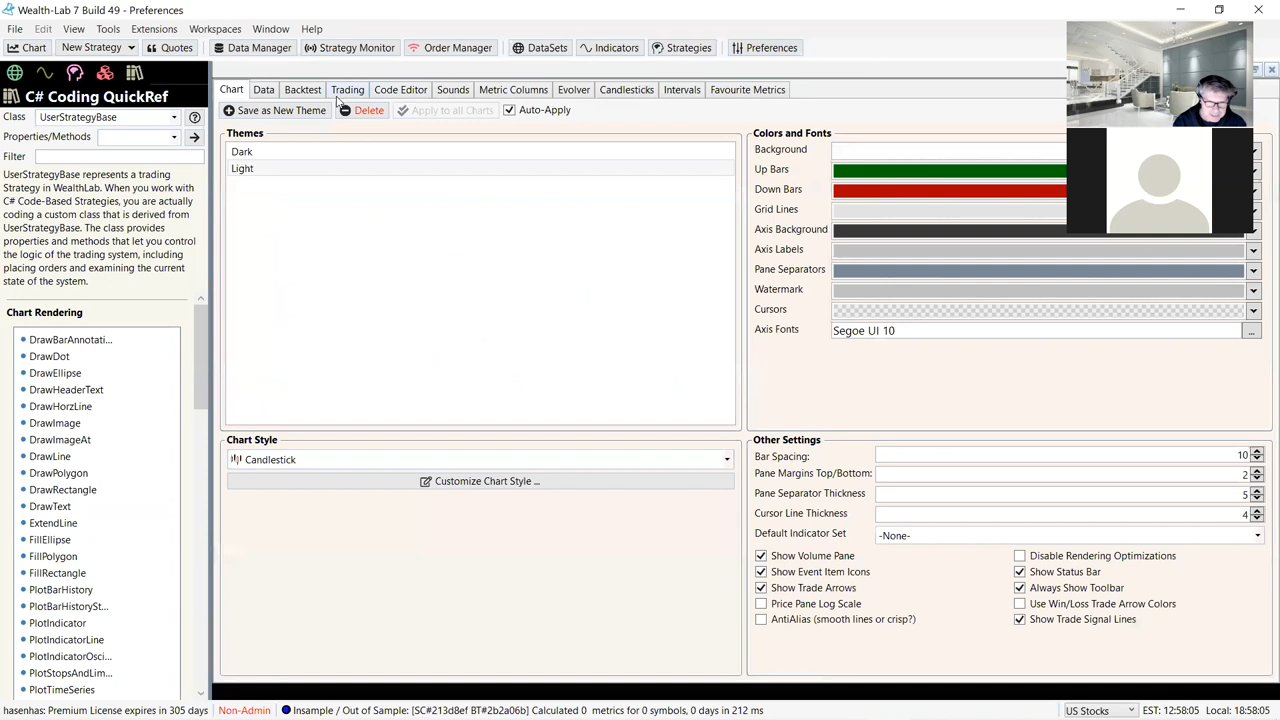 Wealth-Lab 7 Build 49 - Preferences
File Edit View Tools Extensions Workspaces Window Help
Chart New Strategy Quotes Data Manager Strategy Monitor Order Manager DataSets Indicators Strategies Preferences
C# Coding QuickRef
Class UserStrategyBase
Properties/Methods
Filter
UserStrategyBase represents a trading
Strategy in WealthLab. When you work with
C# Code-Based Strategies, you are actually
coding a custom class that is derived from
UserStrategyBase. The class provides
properties and methods that let you control
the logic of the trading system, including
placing orders and examining the current
state of the system.
Chart Rendering
DrawBarAnnotati...
DrawDot
DrawEllipse
DrawHeaderText
DrawHorzLine
DrawImage
DrawImageAt
DrawLine
DrawPolygon
DrawRectangle
DrawText
ExtendLine
FillEllipse
FillPolygon
FillRectangle
PlotBarHistory
PlotBarHistorySt...
PlotIndicator
PlotIndicatorLine
PlotIndicatorOsci...
PlotStopsAndLim...
PlotTimeSeries
Chart Data Backtest Trading Code Editor Sounds Metric Columns Evolver Candlesticks Intervals Favourite Metrics
Save as New Theme Delete Apply to all Charts Auto-Apply
Themes
Dark
Light
Chart Style
Candlestick
Customize Chart Style ...
Colors and Fonts
Background
Up Bars
Down Bars
Grid Lines
Axis Background
Axis Labels
Pane Separators
Watermark
Cursors
Axis Fonts Segoe UI 10 ...
Other Settings
Bar Spacing: 10
Pane Margins Top/Bottom: 2
Pane Separator Thickness 5
Cursor Line Thickness 4
Default Indicator Set -None-
Show Volume Pane Disable Rendering Optimizations
Show Event Item Icons Show Status Bar
Show Trade Arrows Always Show Toolbar
Price Pane Log Scale Use Win/Loss Trade Arrow Colors
AntiAlias (smooth lines or crisp?) Show Trade Signal Lines
hasenhas: Premium License expires in 305 days Non-Admin Insample / Out of Sample: [SC#213d8ef BT#2b2a06b] Calculated 0 metrics for 0 symbols, 0 days in 212 ms US Stocks EST: 12:58:05 Local: 18:58:05